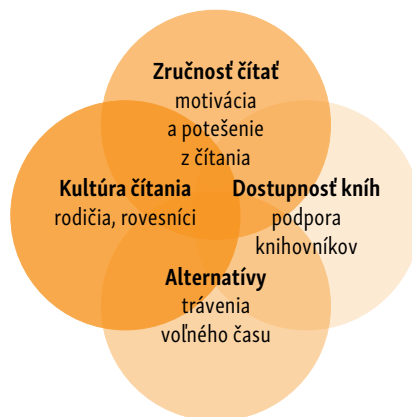 Zručnosť čítať
motivácia
a potešenie
z čítania
Kultúra čítania
rodičia, rovesníci
Dostupnosť kníh
podpora
knihovníkov
Alternatívy
trávenia
voľného času